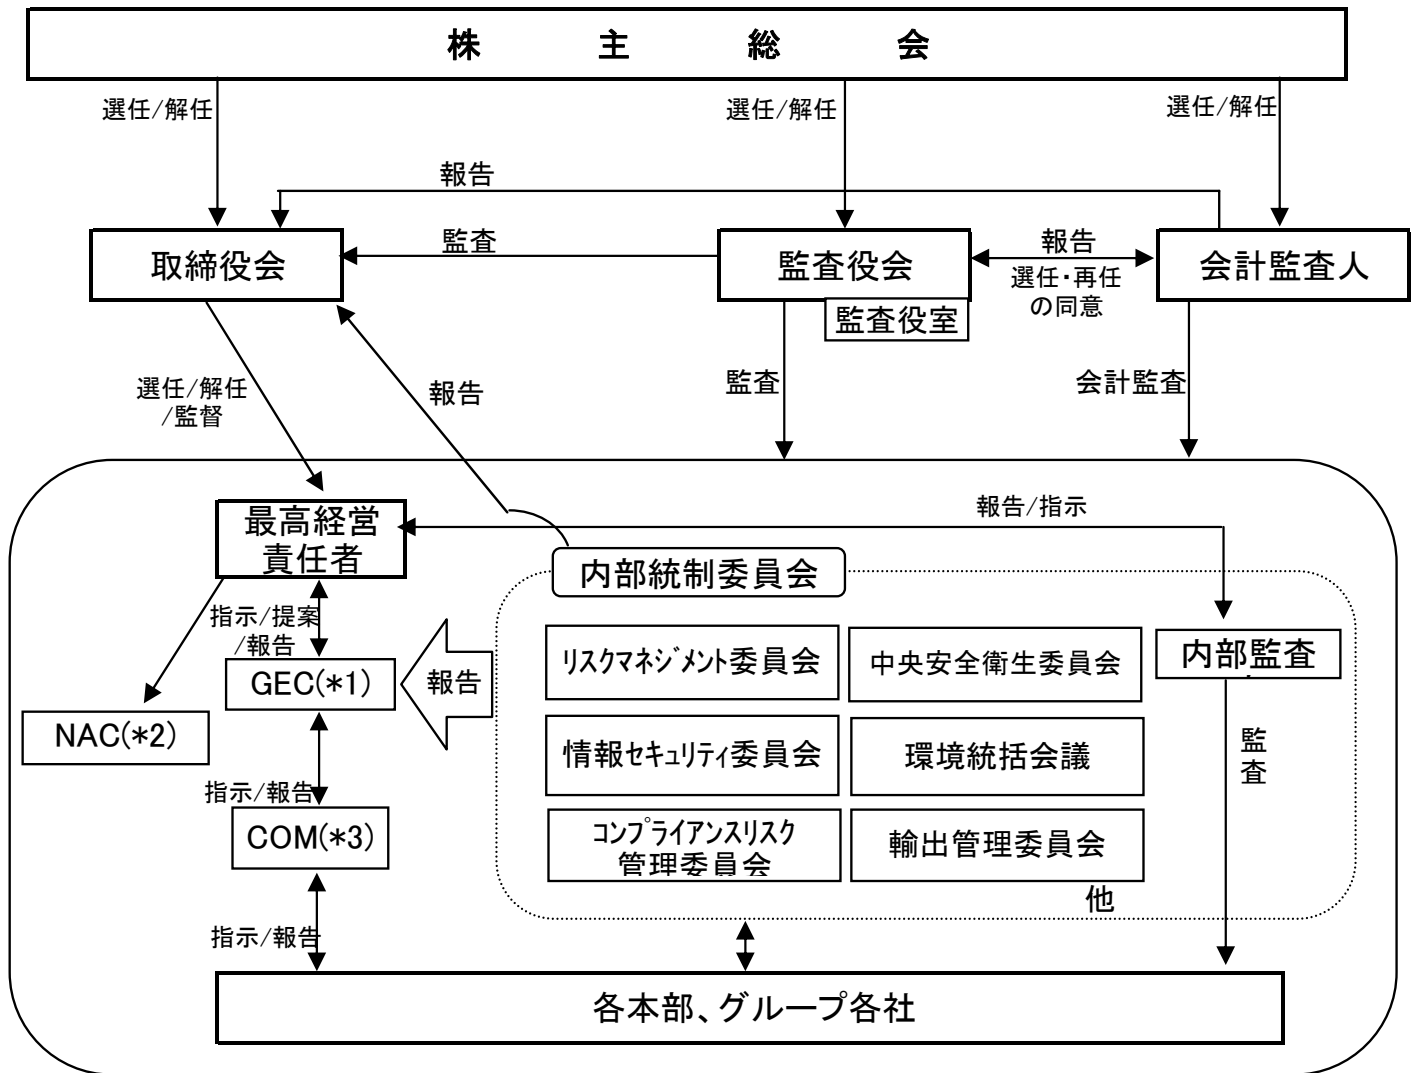 株主総会
選任/解任
選任/解任
選任/解任
報告
取締役会
監査
監査役会
報告
選任・再任
の同意
会計監査人
監査役室
選任/解任
/監督
報告
監査
会計監査
最高経営
責任者
報告/指示
内部統制委員会
指示/提案
/報告
GEC(*1)
報告
NAC(*2)
指示/報告
COM(*3)
指示/報告
リスクマネジメント委員会
中央安全衛生委員会
内部監査
情報セキュリティ委員会
環境統括会議
監
査
コンプライアンスリスク
管理委員会
輸出管理委員会
他
各本部、グループ各社